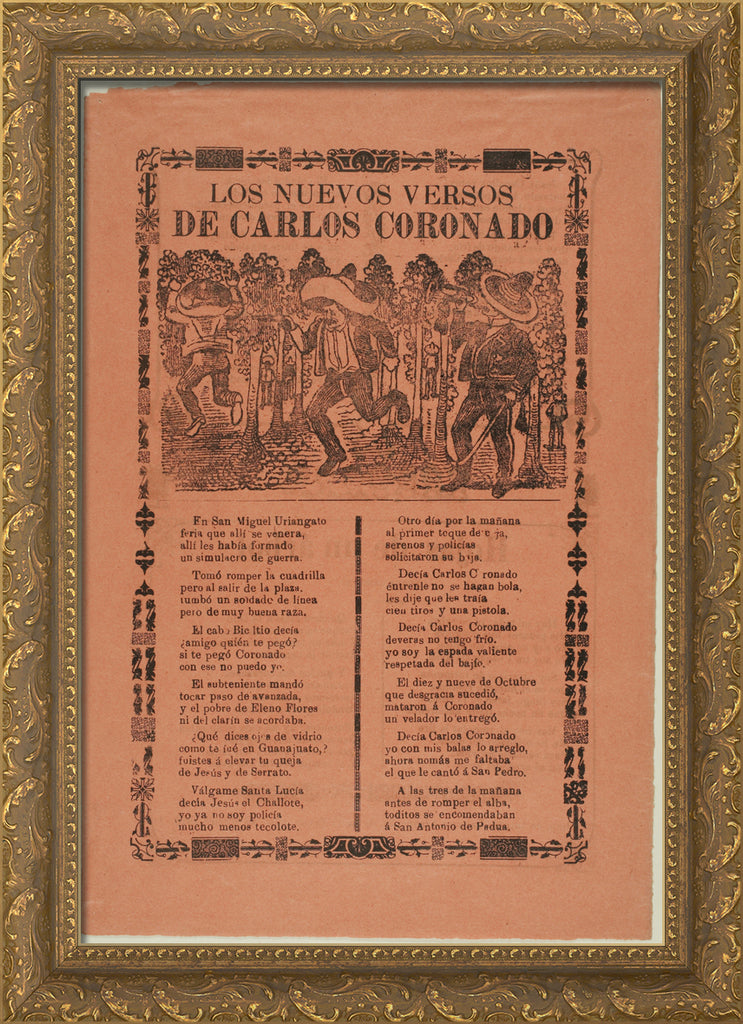 LOS NUEVOS VERSOS
DE CARLOS CORONADO
En San Miguel Uriangato
feria que allí se venera,
allí les había formado
un simulacro de guerra.
Tomó romper la cuadrilla
pero al salir de la plaza.
tumbó un soldado de línea
pero de muy buena raza.
El cabo decía
¿amigo quién te pegó?
si te pegó Coronado
con ese no puedo yo.
El subteniente mandó
tocar paso de avanzada,
y el pobre de Eleno Flores
ni del clarín se acordaba.
¿Qué dices ojos de vidrio
como te fué en Guanajuato,?
fuistes á elevar tu queja
de Jesús y de Serrato.
Válgame Santa Lucía
decía Jesús el Challote,
yo ya no soy policía
mucho menos tecolote.
Otro día por la mañana
al primer toque de
serenos y policías
solicitaron su
Decía Carlos C ronado
éntrenle no se hagan bola,
les dije que les traía
cien tiros y una pistola.
Decía Carlos Coronado
deveras no tengo frío.
yo soy la espada valiente
respetada del bajío.
El diez y nueve de Octubre
que desgracia sucedió,
mataron á Coronado
un velador lo entregó.
Decía Carlos Coronado
yo con mis balas lo arreglo,
ahora nomás me faltaba
el que le cantó á San Pedro.
A las tres de la mañana
antes de romper el alba,
toditos se encomendaban
á San Antonio de Padua.